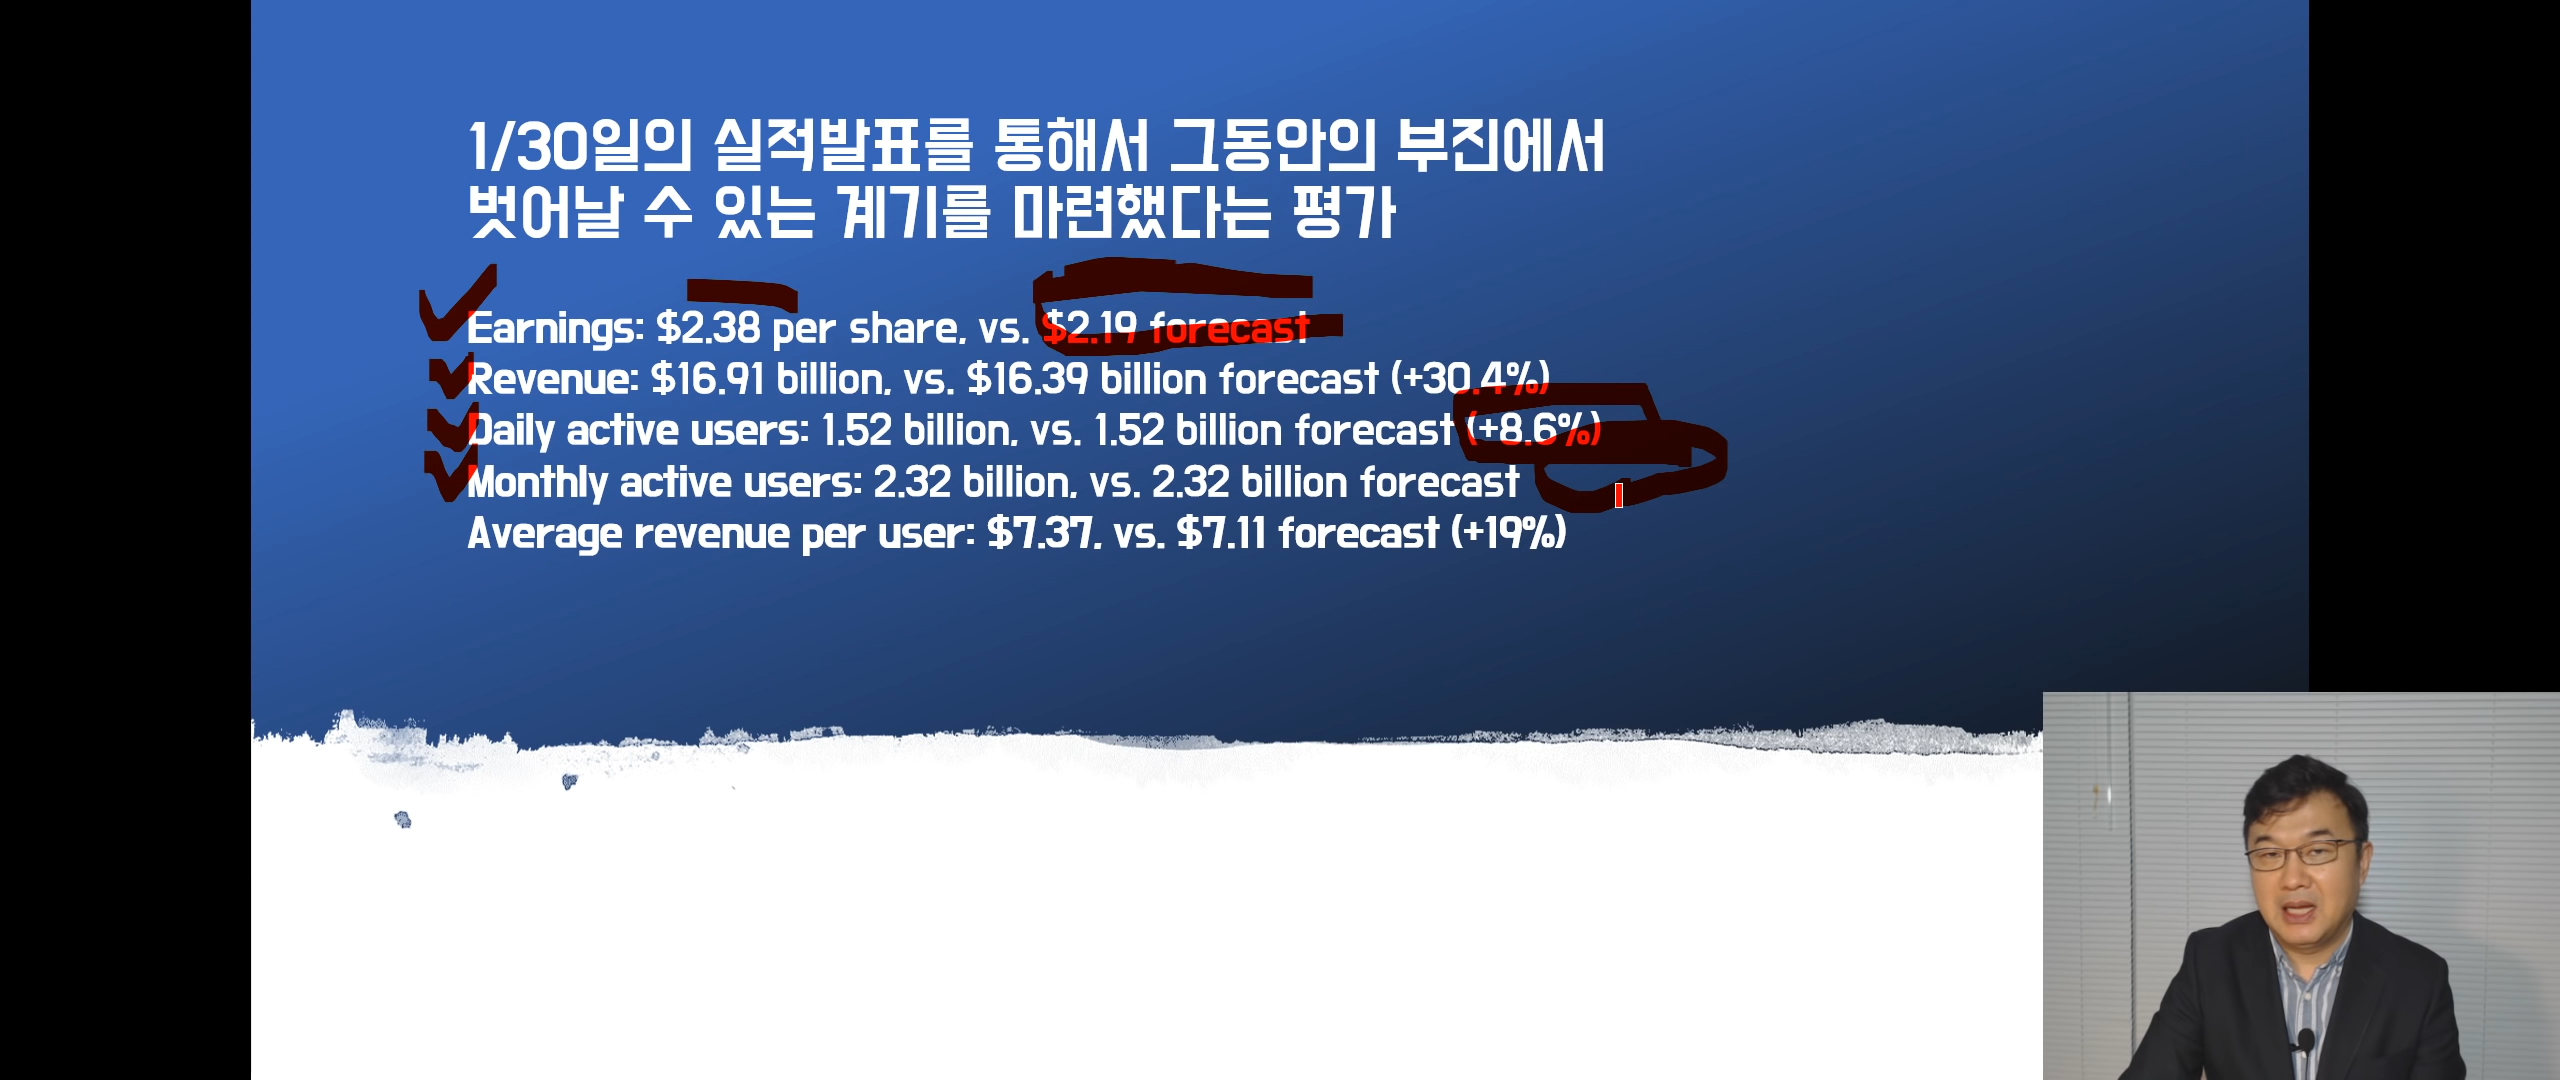 1/30일의 실적발표를 통해서 그동안의 부진에서
벗어날 수 있는 계기를 마련했다는 평가
Earnings: $2.38 per share, vs. $2.19 forecast
Revenue: $16.91 billion, vs. $16.39 billion forecast (+30.4%)
Daily active users: 1.52 billion, vs. 1.52 billion forecast (+8.6%)
Monthly active users: 2.32 billion, vs. 2.32 billion forecast
Average revenue per user: $7.37, vs. $7.11 forecast (+19%)